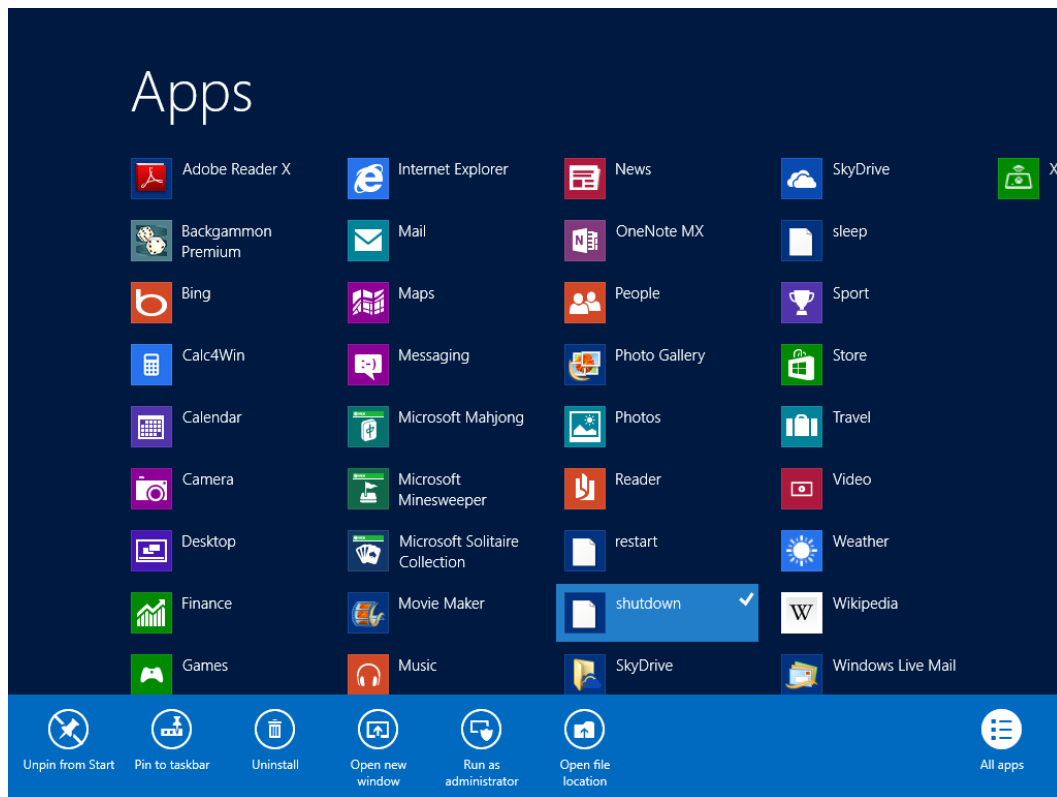 Apps
Adobe Reader X
Backgammon
Premium
Bing
Calc4Win
Calendar
Camera
Desktop
Finance
Games
Internet Explorer
Mail
Maps
Messaging
Microsoft Mahjong
Microsoft
Minesweeper
Microsoft Solitaire
Collection
Movie Maker
Music
News
OneNote MX
People
Photo Gallery
Photos
Reader
restart
shutdown
SkyDrive
SkyDrive
sleep
Sport
Store
Travel
Video
Weather
W
Wikipedia
Windows Live Mail
X
Unpin from Start
Pin to taskbar
Uninstall
Open new
window
Run as
administrator
Open file
location
All apps